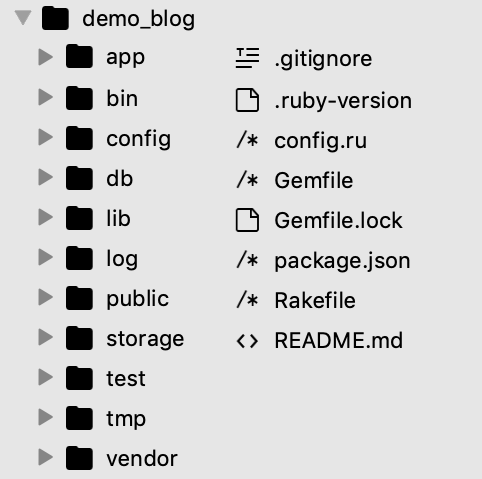 demo_blog
app
bin
config
db
lib
log
public
storage
test
tmp
vendor
.gitignore
.ruby-version
config.ru
Gemfile
Gemfile.lock
package.json
Rakefile
README.md